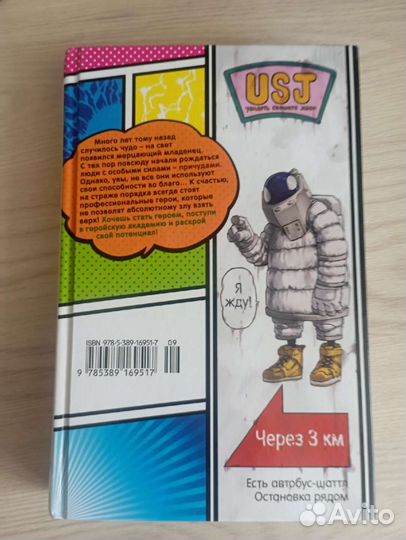 Много лет тому назад
случилось чудо – на свет
появился мерцающий младенец.
С тех пор повсюду начали рождаться
люди с особыми силами – причудами.
Однако, увы, не все они используют
свои способности во благо... К счастью,
на страже порядка всегда стоят
профессиональные герои, которые
не позволят абсолютному злу взять
верх! Хочешь стать героем, поступи
в геройскую академию и раскрой
свой потенциал!
USJ
увидеть своими
Я
жду!
ISBN 978-5-389-16951-7
09
9 785389 169517
Через 3 км
Есть автобус-шаттл
Остановка рядом
Avito